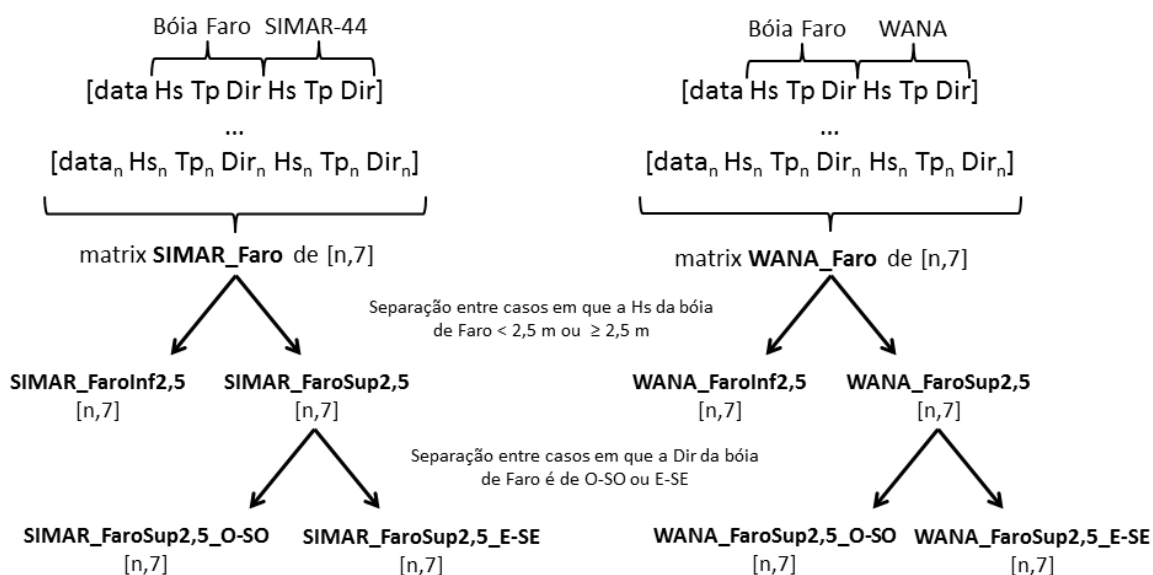 Bóia Faro SIMAR-44
[data Hs Tp Dir Hs Tp Dir]
...
[dataₙ Hsₙ Tpₙ Dirₙ Hsₙ Tpₙ Dirₙ]
matrix SIMAR_Faro de [n,7]
Bóia Faro WANA
[data Hs Tp Dir Hs Tp Dir]
...
[dataₙ Hsₙ Tpₙ Dirₙ Hsₙ Tpₙ Dirₙ]
matrix WANA_Faro de [n,7]
Separação entre casos em que a Hs da bóia
de Faro < 2,5 m ou ≥ 2,5 m
SIMAR_FaroInf2,5
[n,7]
SIMAR_FaroSup2,5
[n,7]
WANA_FaroInf2,5
[n,7]
WANA_FaroSup2,5
[n,7]
Separação entre casos em que a Dir da bóia
de Faro é de O-SO ou E-SE
SIMAR_FaroSup2,5_O-SO
[n,7]
SIMAR_FaroSup2,5_E-SE
[n,7]
WANA_FaroSup2,5_O-SO
[n,7]
WANA_FaroSup2,5_E-SE
[n,7]